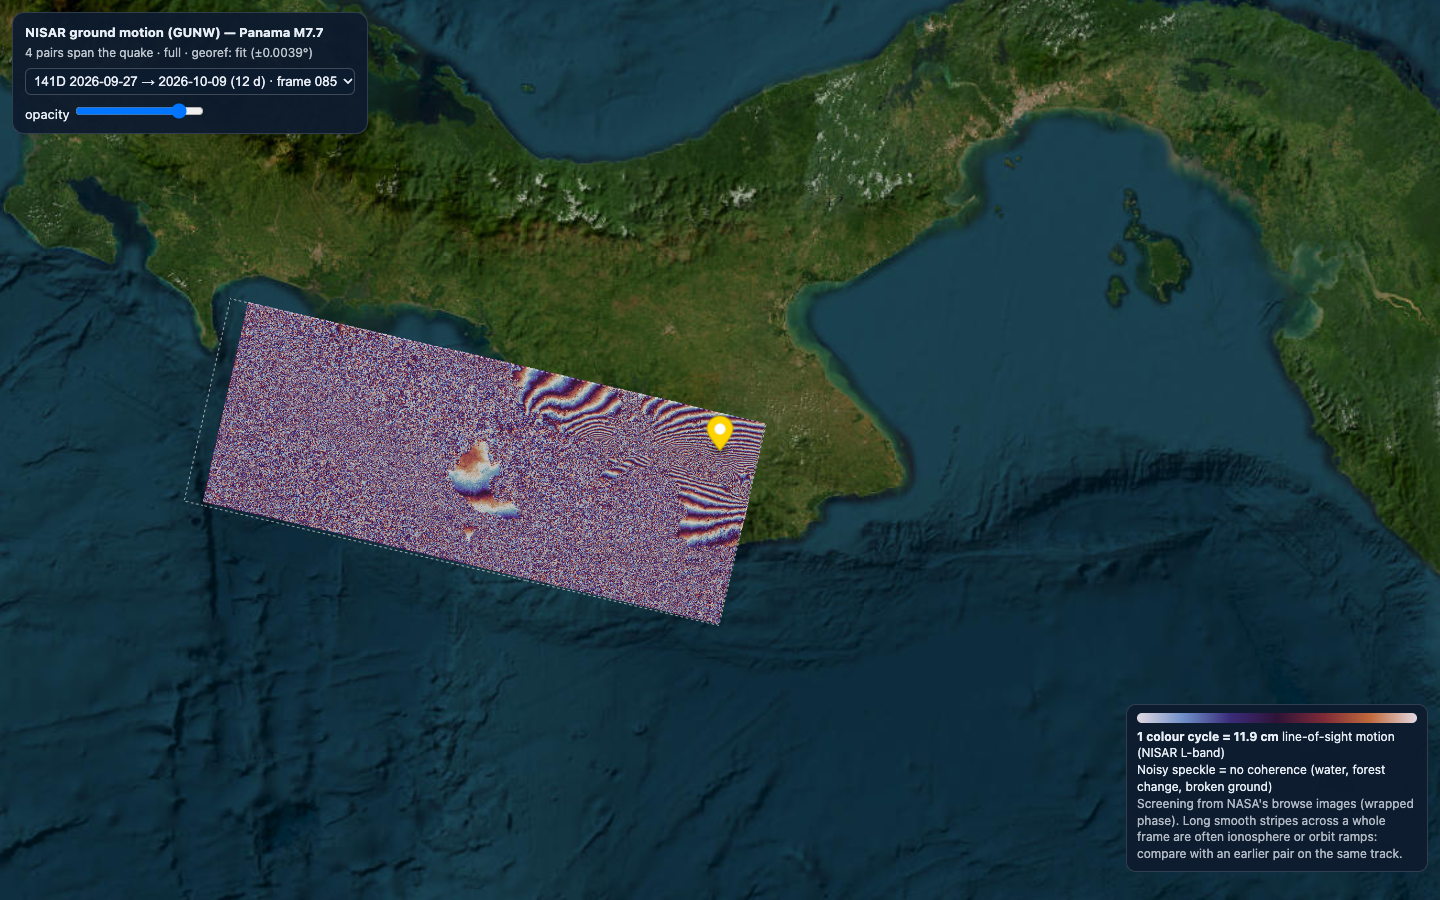 NISAR ground motion (GUNW) — Panama M7.7
4 pairs span the quake · full · georef: fit (±0.0039°)
141D 2026-09-27 → 2026-10-09 (12 d) · frame 085
opacity
1 colour cycle = 11.9 cm line-of-sight motion
(NISAR L-band)
Noisy speckle = no coherence (water, forest
change, broken ground)
Screening from NASA's browse images (wrapped
phase). Long smooth stripes across a whole
frame are often ionosphere or orbit ramps:
compare with an earlier pair on the same track.